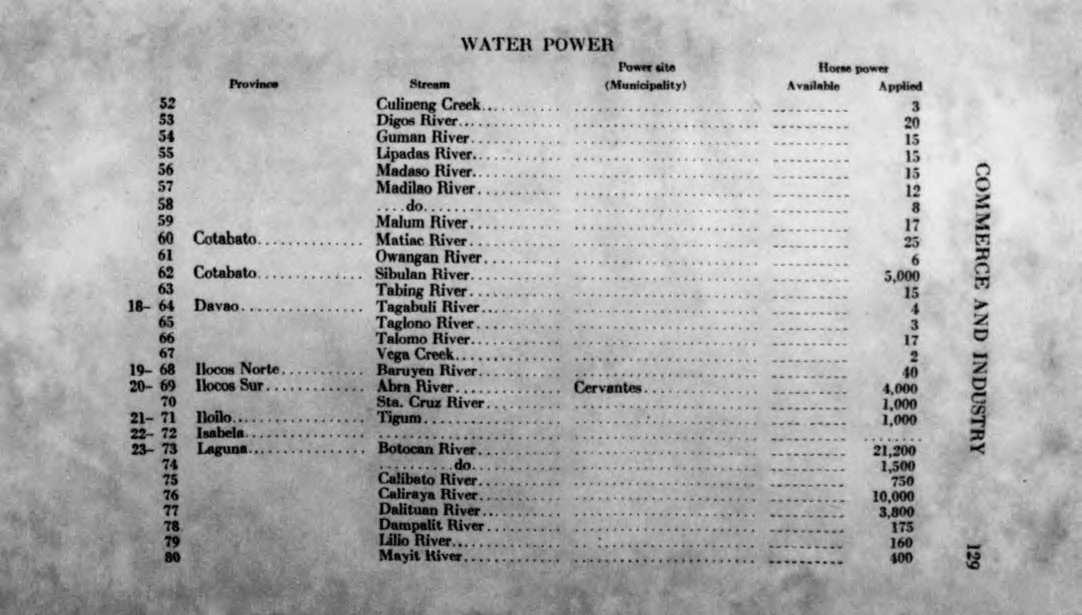 WATER POWER
Province Stream Power site (Municipality) Horse power Available Applied
52 Culineng Creek 3
53 Digos River 20
54 Guman River 15
55 Lipadas River 15
56 Madaso River 15
57 Madilao River 12
58 do 8
59 Malum River 17
60 Cotabato Matiac River 25
61 Owangan River 6
62 Cotabato Sibulan River 5,000
63 Tabing River 15
18– 64 Davao Tagabuli River 4
65 Taglono River 3
66 Talomo River 17
67 Vega Creek 2
19– 68 Ilocos Norte Baruyen River 40
20– 69 Ilocos Sur Abra River Cervantes 4,000
70 Sta. Cruz River 1,000
21– 71 Iloilo Tigum 1,000
22– 72 Isabela
23– 73 Laguna Botocan River 21,200
74 do 1,500
75 Calibato River 750
76 Caliraya River 10,000
77 Dalituan River 3,800
78 Dampalit River 175
79 Lilio River 160
80 Mayit River 400
COMMERCE AND INDUSTRY 129